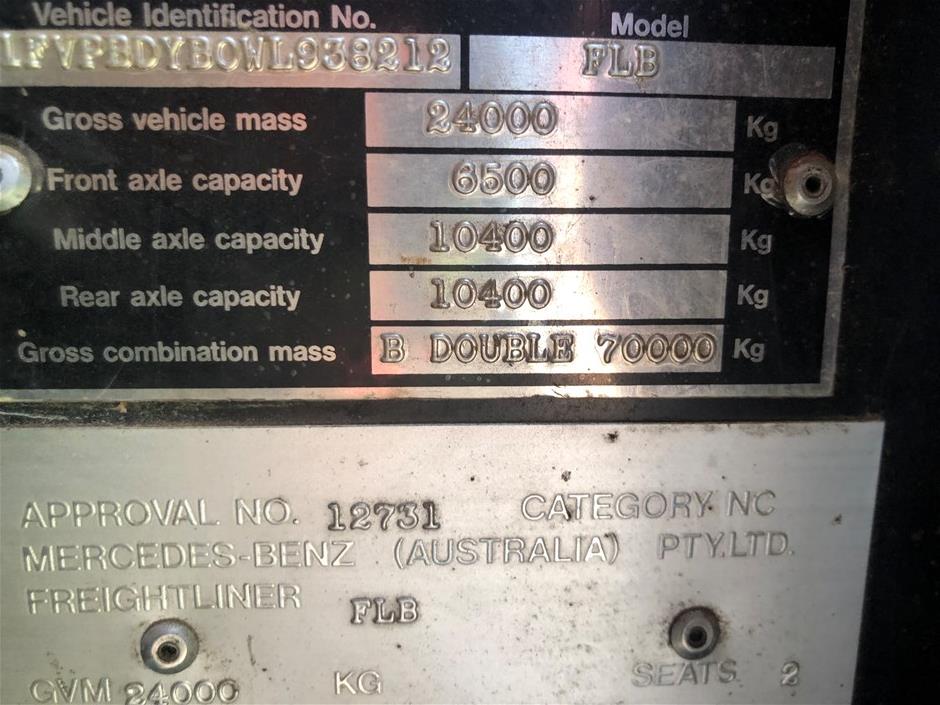 Vehicle Identification No. Model
1FVPBDYB0WL938212 FLB
Gross vehicle mass 24000 Kg
Front axle capacity 6500 Kg
Middle axle capacity 10400 Kg
Rear axle capacity 10400 Kg
Gross combination mass B DOUBLE 70000 Kg
APPROVAL NO. 12731 CATEGORY NC
MERCEDES-BENZ (AUSTRALIA) PTY.LTD.
FREIGHTLINER FLB
GVM 24000 KG SEATS 2